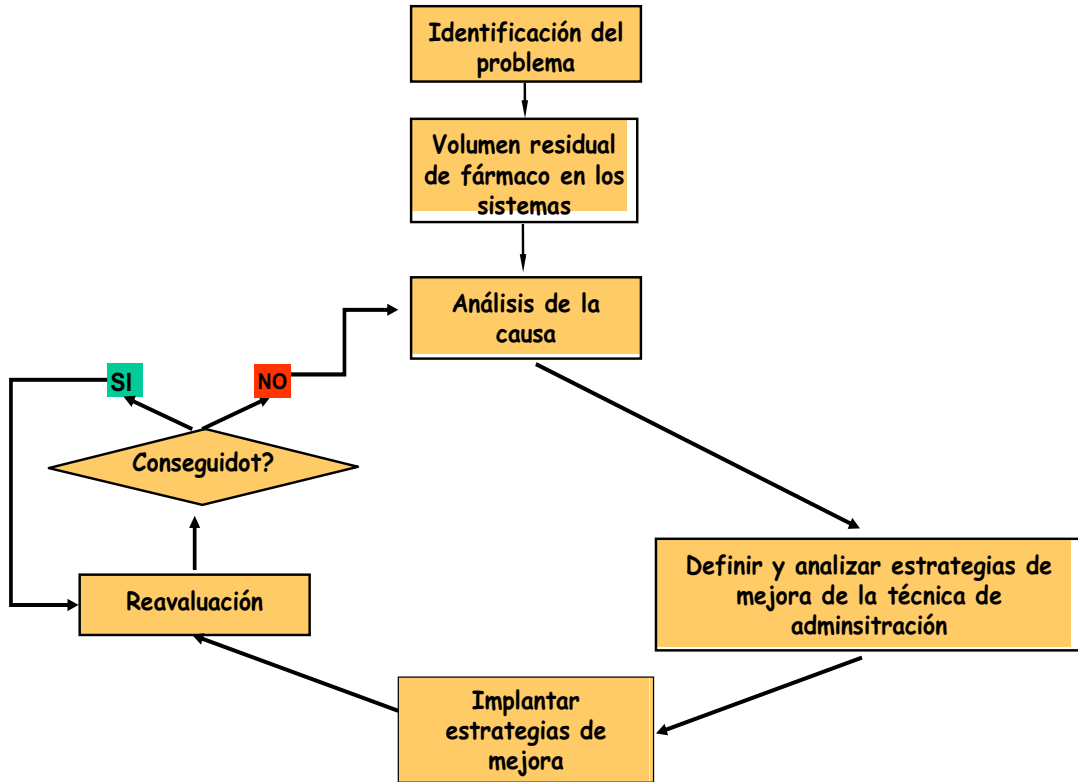 Identificación del
problema
Volumen residual
de fármaco en los
sistemas
Análisis de la
causa
SI
NO
Conseguidot?
Reavaluación
Definir y analizar estrategias de
mejora de la técnica de
adminsitración
Implantar
estrategias de
mejora